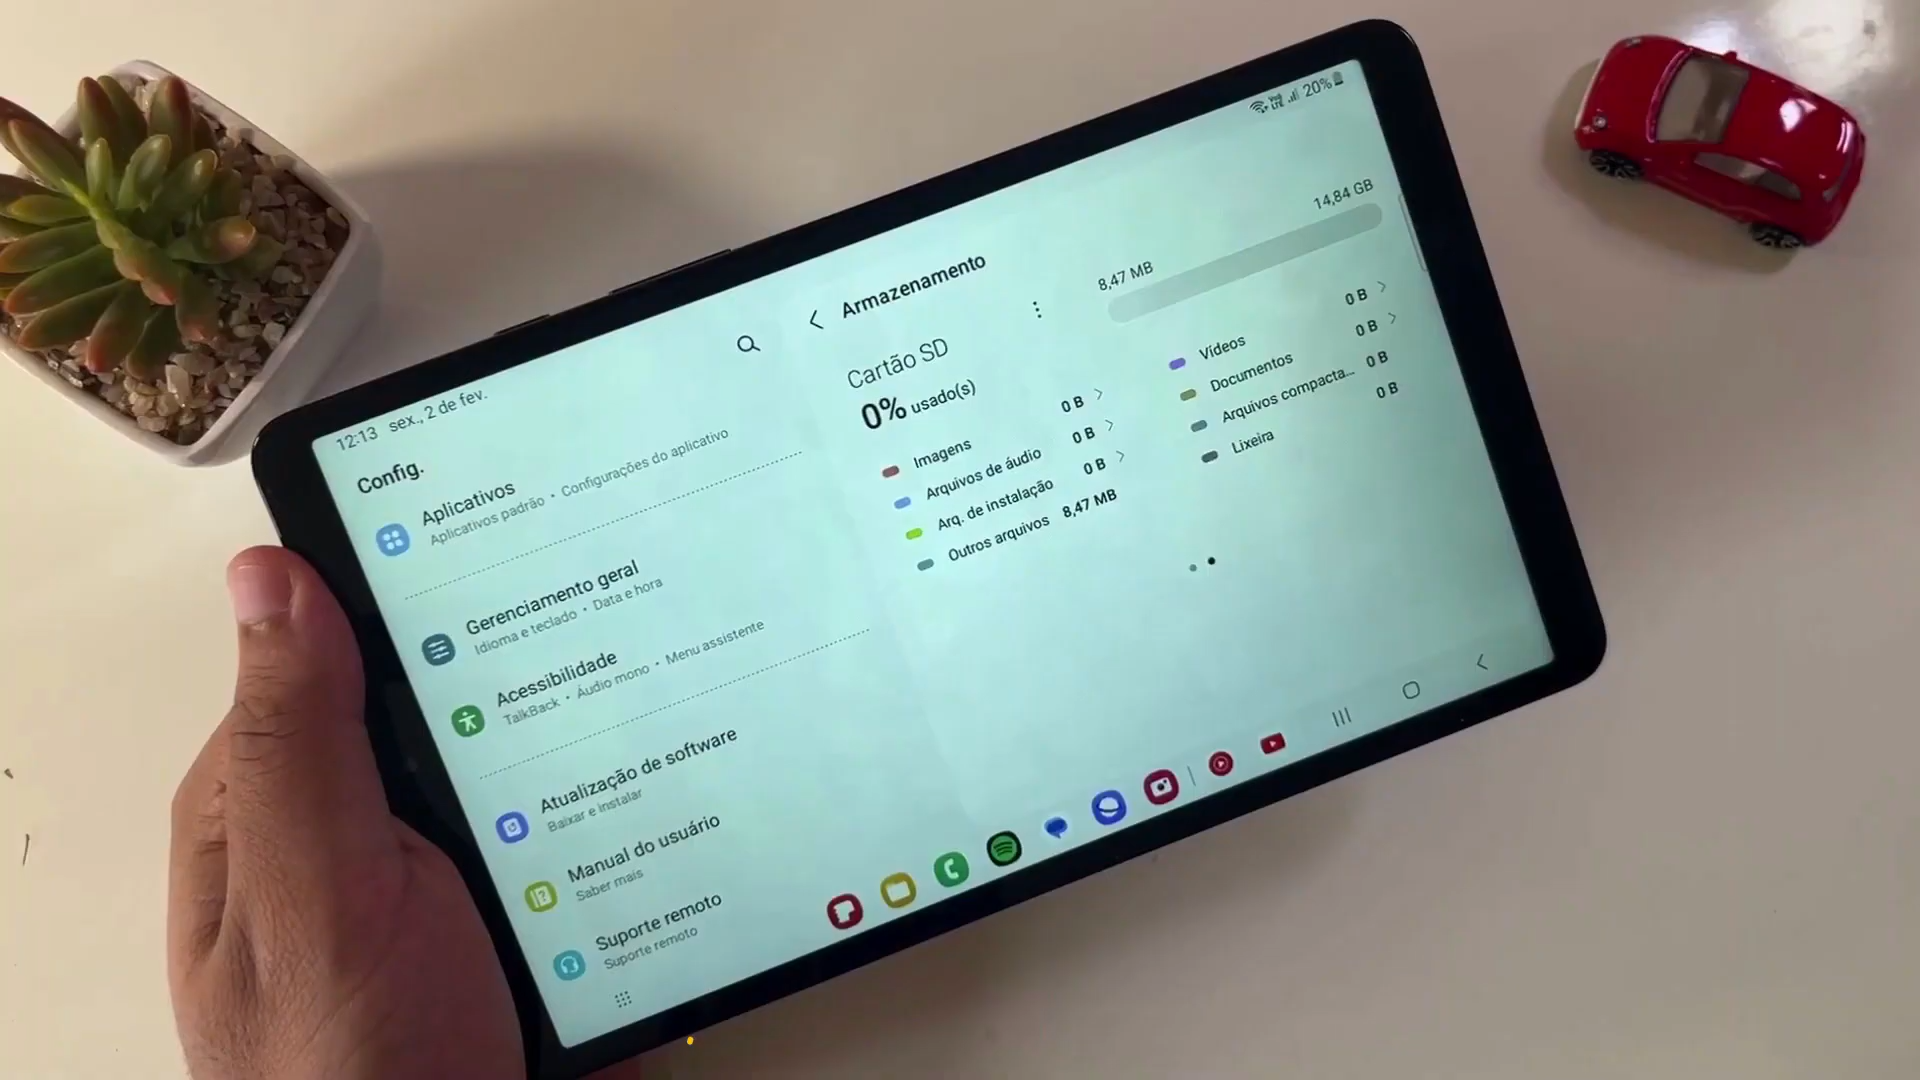 12:13 sex., 2 de fev.
20%
Config.
Aplicativos
Aplicativos padrão • Configurações do aplicativo
Gerenciamento geral
Idioma e teclado • Data e hora
Acessibilidade
TalkBack • Áudio mono • Menu assistente
Atualização de software
Baixar e instalar
Manual do usuário
Saber mais
Suporte remoto
Suporte remoto
Armazenamento
Cartão SD
0% usado(s)
8,47 MB
14,84 GB
Imagens 0 B
Arquivos de áudio 0 B
Arq. de instalação 0 B
Outros arquivos 8,47 MB
Vídeos 0 B
Documentos 0 B
Arquivos compacta... 0 B
Lixeira 0 B